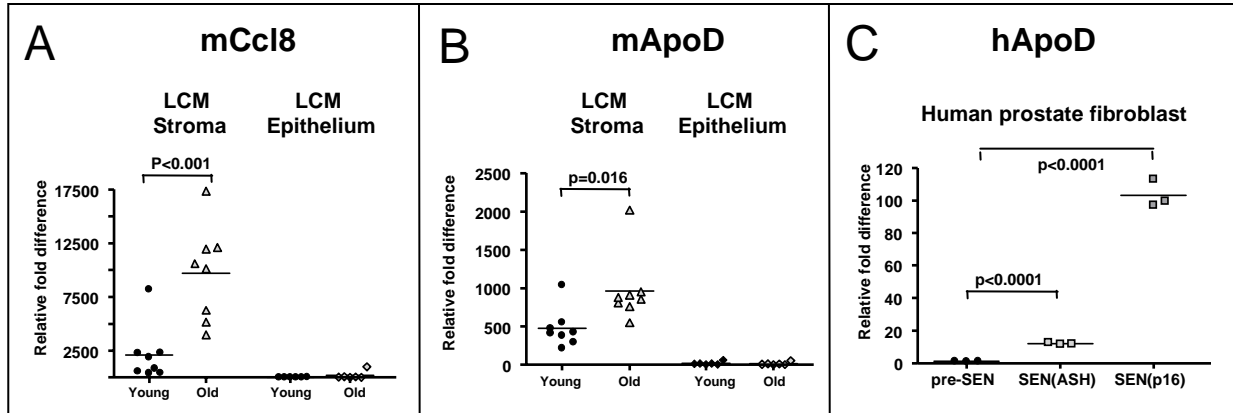 A
mCcl8
LCM
Stroma
LCM
Epithelium
P<0.001
Relative fold difference
17500
12500
7500
2500
Young
Old
Young
Old
B
mApoD
LCM
Stroma
LCM
Epithelium
p=0.016
Relative fold difference
2500
2000
1500
1000
500
0
Young
Old
Young
Old
C
hApoD
Human prostate fibroblast
p<0.0001
p<0.0001
Relative fold difference
120
100
80
60
40
20
0
pre-SEN
SEN(ASH)
SEN(p16)